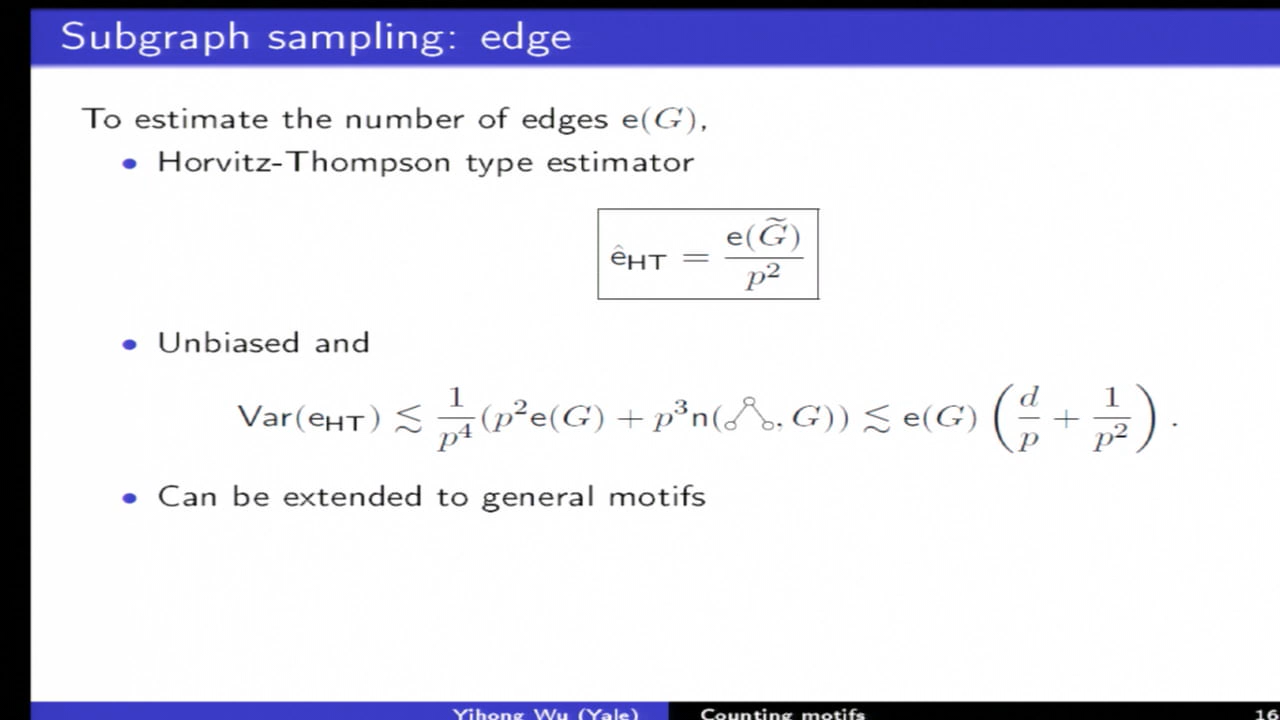 Subgraph sampling: edge
To estimate the number of edges e(G),
• Horvitz-Thompson type estimator
ê_HT = e(G̃) / p²
• Unbiased and
Var(e_HT) ≲ 1/p⁴ (p²e(G) + p³n(, G)) ≲ e(G) (d/p + 1/p²).
• Can be extended to general motifs
Yihong Wu (Yale) Counting motifs 16